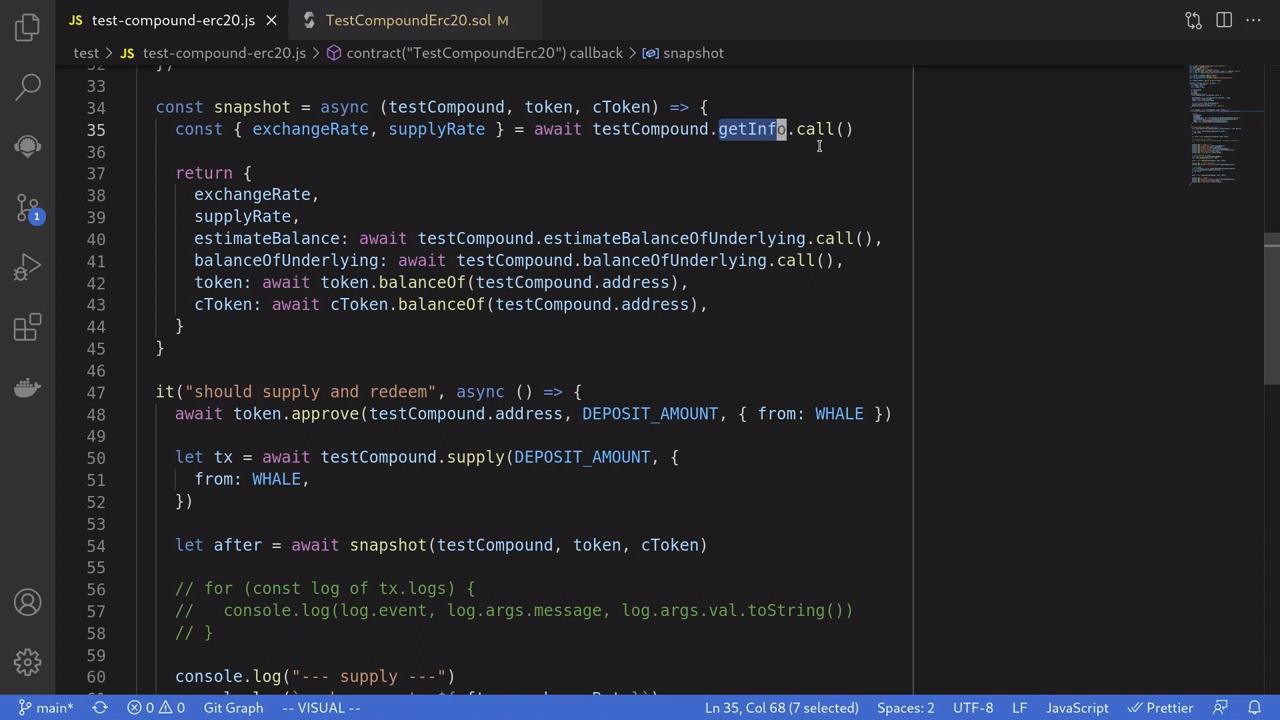 JS test-compound-erc20.js × TestCompoundErc20.sol M
test > JS test-compound-erc20.js > contract("TestCompoundErc20") callback > snapshot
32 })
33
34 const snapshot = async (testCompound, token, cToken) => {
35 const { exchangeRate, supplyRate } = await testCompound.getInfo.call()
36
37 return {
38 exchangeRate,
39 supplyRate,
40 estimateBalance: await testCompound.estimateBalanceOfUnderlying.call(),
41 balanceOfUnderlying: await testCompound.balanceOfUnderlying.call(),
42 token: await token.balanceOf(testCompound.address),
43 cToken: await cToken.balanceOf(testCompound.address),
44 }
45 }
46
47 it("should supply and redeem", async () => {
48 await token.approve(testCompound.address, DEPOSIT_AMOUNT, { from: WHALE })
49
50 let tx = await testCompound.supply(DEPOSIT_AMOUNT, {
51 from: WHALE,
52 })
53
54 let after = await snapshot(testCompound, token, cToken)
55
56 // for (const log of tx.logs) {
57 // console.log(log.event, log.args.message, log.args.val.toString())
58 // }
59
60 console.log("--- supply ---")
1
main* 0 0 Git Graph -- VISUAL -- Ln 35, Col 68 (7 selected) Spaces: 2 UTF-8 LF JavaScript Prettier